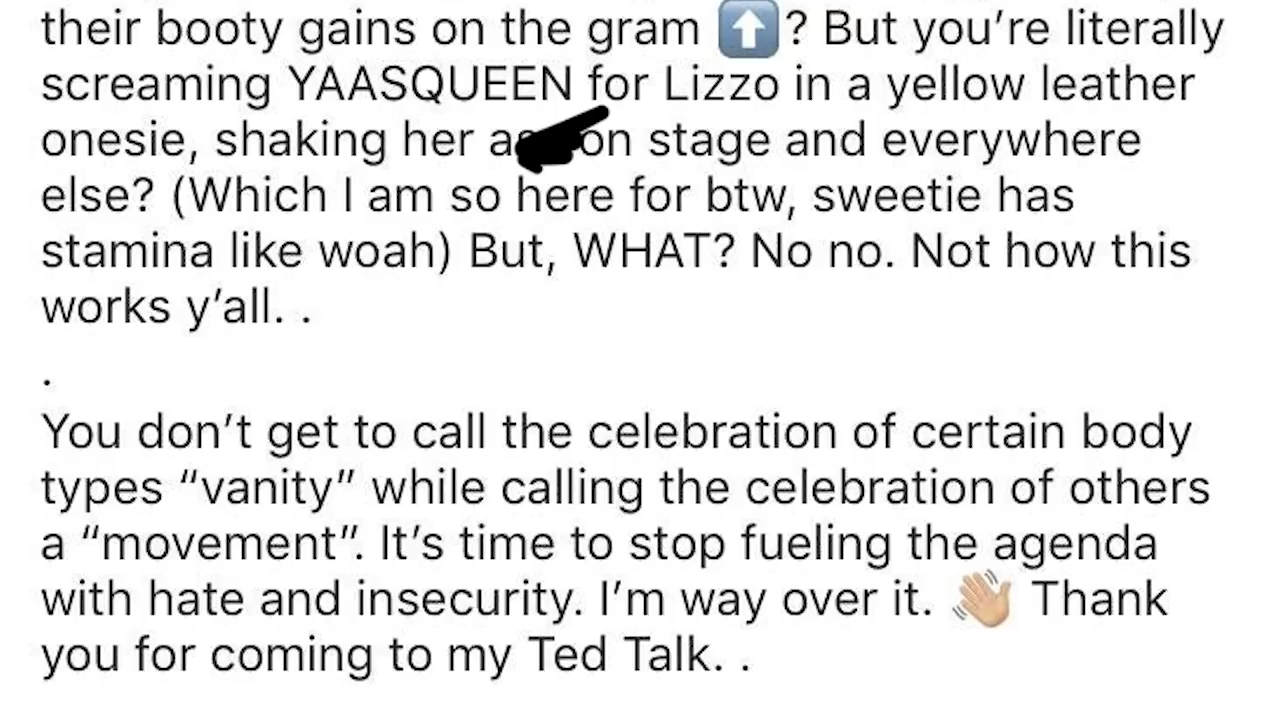 their booty gains on the gram ⬆️? But you’re literally
screaming YAASQUEEN for Lizzo in a yellow leather
onesie, shaking her a on stage and everywhere
else? (Which I am so here for btw, sweetie has
stamina like woah) But, WHAT? No no. Not how this
works y’all. .
.
You don’t get to call the celebration of certain body
types “vanity” while calling the celebration of others
a “movement”. It’s time to stop fueling the agenda
with hate and insecurity. I’m way over it. 👋🏼 Thank
you for coming to my Ted Talk. .